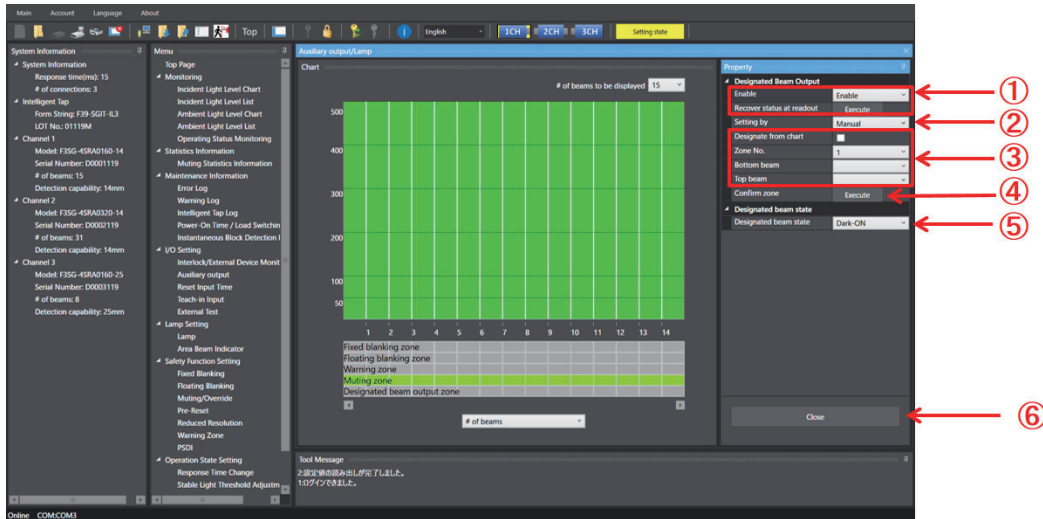 Main Account Language About
Top English 1CH 2CH 3CH Setting state
System Information
System Information
Response time(ms): 15
# of connections: 3
Intelligent Tap
Form String: F39-SGIT-IL3
LOT No.: 01119M
Channel 1
Model: F3SG-4SRA0160-14
Serial Number: D0001119
# of beams: 15
Detection capability: 14mm
Channel 2
Model: F3SG-4SRA0320-14
Serial Number: D0002119
# of beams: 31
Detection capability: 14mm
Channel 3
Model: F3SG-4SRA0160-25
Serial Number: D0003119
# of beams: 8
Detection capability: 25mm
Menu
Top Page
Monitoring
Incident Light Level Chart
Incident Light Level List
Ambient Light Level Chart
Ambient Light Level List
Operating Status Monitoring
Statistics Information
Muting Statistics Information
Maintenance Information
Error Log
Warning Log
Intelligent Tap Log
Power-On Time / Load Switchin
Instantaneous Block Detection I
I/O Setting
Interlock/External Device Monit
Auxiliary output
Reset Input Time
Teach-in Input
External Test
Lamp Setting
Lamp
Area Beam Indicator
Safety Function Setting
Fixed Blanking
Floating Blanking
Muting/Override
Pre-Reset
Reduced Resolution
Warning Zone
PSDI
Operation State Setting
Response Time Change
Stable Light Threshold Adjustm
Auxiliary output/Lamp
Chart
# of beams to be displayed 15
500
400
300
200
100
50
1 2 3 4 5 6 7 8 9 10 11 12 13 14
Fixed blanking zone
Floating blanking zone
Warning zone
Muting zone
Designated beam output zone
# of beams
Property
Designated Beam Output
Enable Enable ①
Recover status at readout Execute
Setting by Manual ②
Designate from chart
Zone No. 1 ③
Bottom beam
Top beam
Confirm zone Execute ④
Designated beam state
Designated beam state Dark-ON ⑤
Close ⑥
Tool Message
2:設定値の読み出しが完了しました。
1:ログインできました。
Online COM:COM3